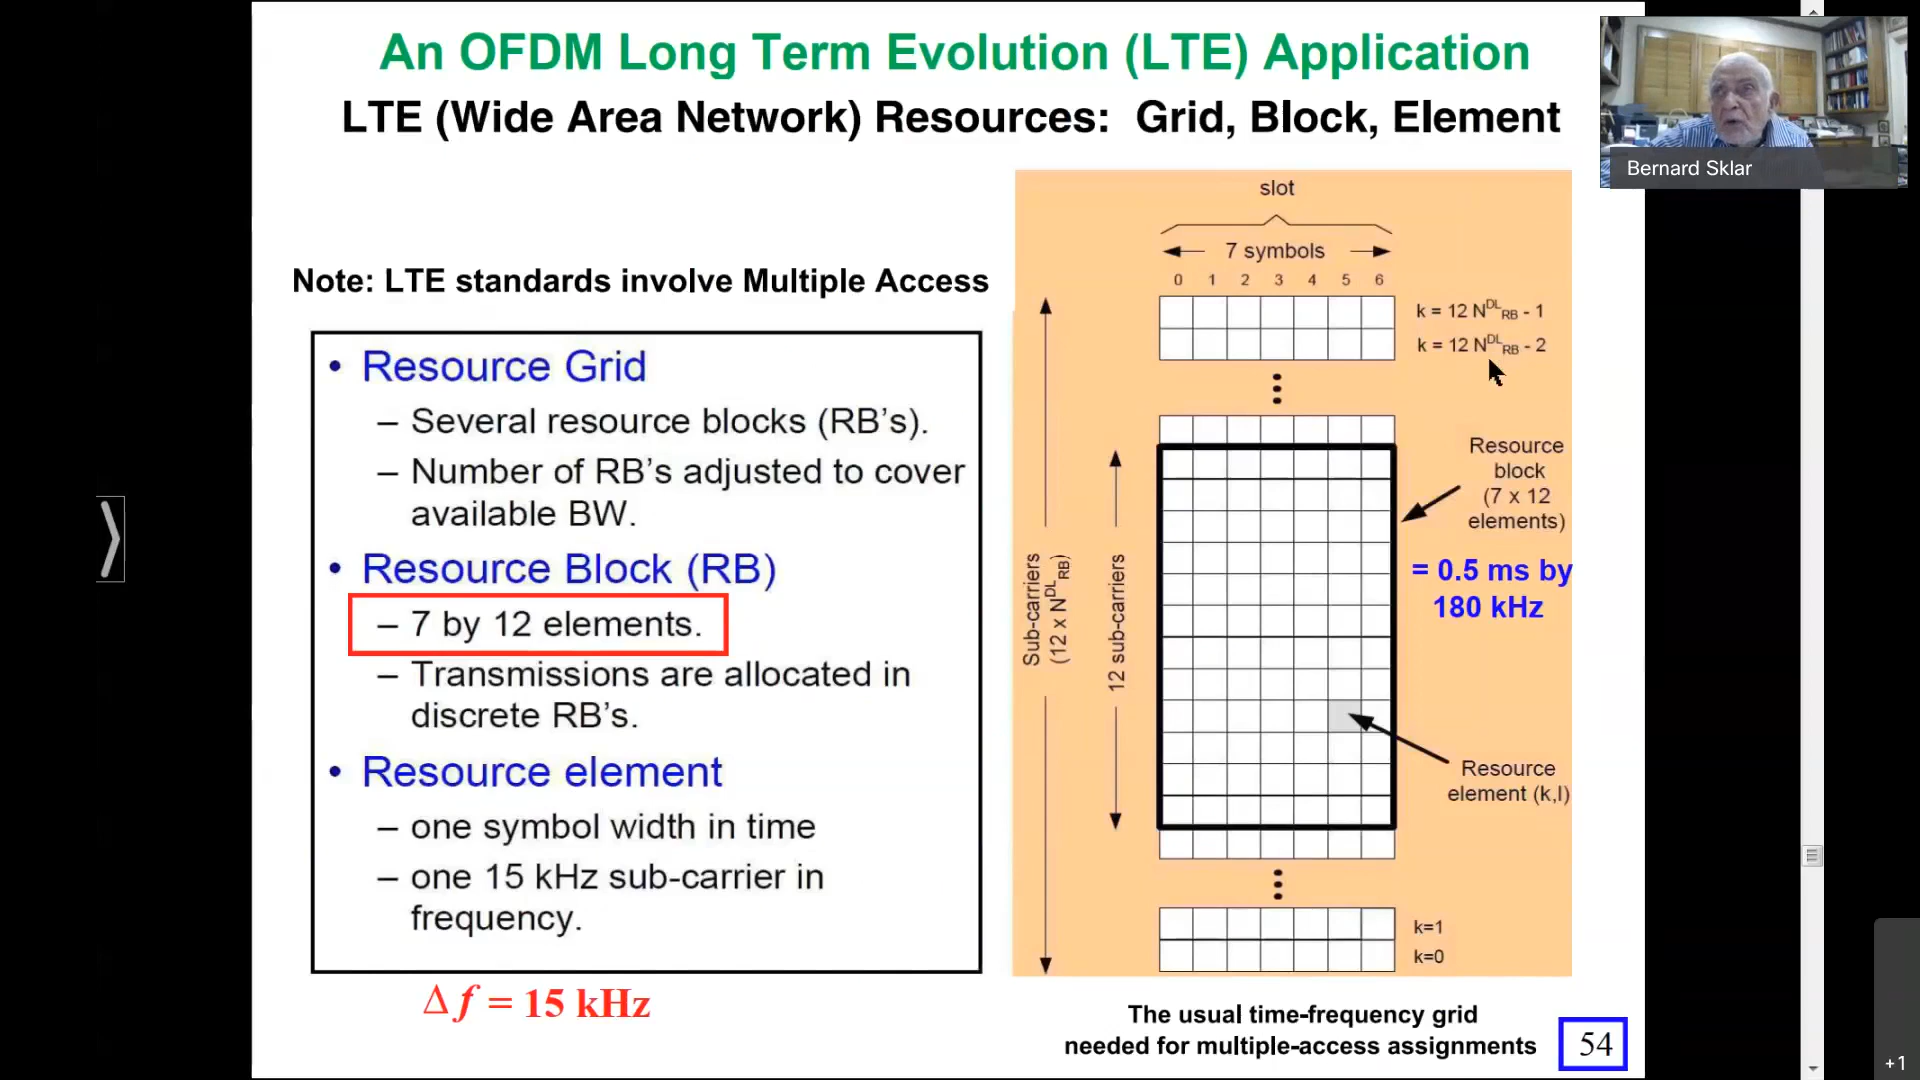 An OFDM Long Term Evolution (LTE) Application
LTE (Wide Area Network) Resources: Grid, Block, Element
Bernard Sklar
Note: LTE standards involve Multiple Access
• Resource Grid
– Several resource blocks (RB's).
– Number of RB's adjusted to cover
available BW.
• Resource Block (RB)
– 7 by 12 elements.
– Transmissions are allocated in
discrete RB's.
• Resource element
– one symbol width in time
– one 15 kHz sub-carrier in
frequency.
Δf = 15 kHz
slot
7 symbols
0 1 2 3 4 5 6
k = 12 N^DL_RB - 1
k = 12 N^DL_RB - 2
Sub-carriers
(12 x N^DL_RB)
12 sub-carriers
Resource
block
(7 x 12
elements)
= 0.5 ms by
180 kHz
Resource
element (k,l)
k=1
k=0
The usual time-frequency grid
needed for multiple-access assignments
54
+1